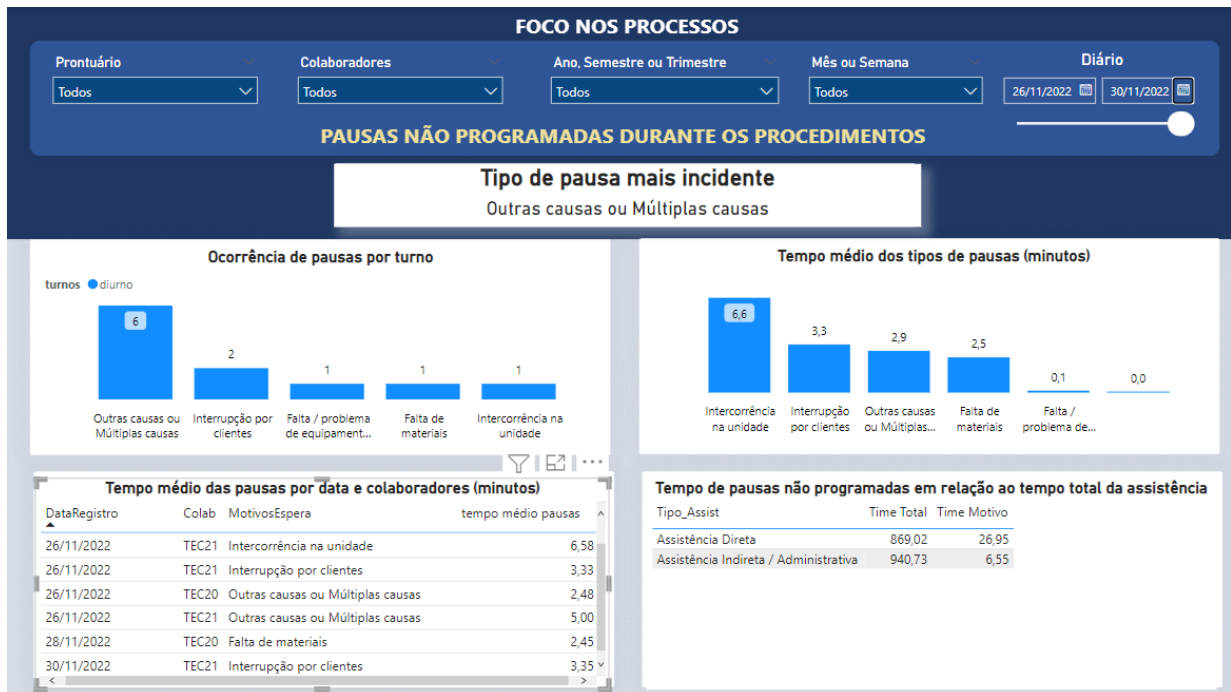 FOCO NOS PROCESSOS
Prontuário
Colaboradores
Ano, Semestre ou Trimestre
Mês ou Semana
Diário
Todos
Todos
Todos
Todos
26/11/2022
30/11/2022
PAUSAS NÃO PROGRAMADAS DURANTE OS PROCEDIMENTOS
Tipo de pausa mais incidente
Outras causas ou Múltiplas causas
Ocorrência de pausas por turno
turnos diurno
6
2
1
1
1
Outras causas ou
Múltiplas causas
Interrupção por
clientes
Falta / problema
de equipament...
Falta de
materiais
Intercorrência na
unidade
Tempo médio dos tipos de pausas (minutos)
6,6
3,3
2,9
2,5
0,1
0,0
Intercorrência
na unidade
Interrupção
por clientes
Outras causas
ou Múltiplas...
Falta de
materiais
Falta /
problema de...
Tempo médio das pausas por data e colaboradores (minutos)
DataRegistro Colab MotivosEspera tempo médio pausas
26/11/2022 TEC21 Intercorrência na unidade 6,58
26/11/2022 TEC21 Interrupção por clientes 3,33
26/11/2022 TEC20 Outras causas ou Múltiplas causas 2,48
26/11/2022 TEC21 Outras causas ou Múltiplas causas 5,00
28/11/2022 TEC20 Falta de materiais 2,45
30/11/2022 TEC21 Interrupção por clientes 3,35
Tempo de pausas não programadas em relação ao tempo total da assistência
Tipo_Assist Time Total Time Motivo
Assistência Direta 869,02 26,95
Assistência Indireta / Administrativa 940,73 6,55